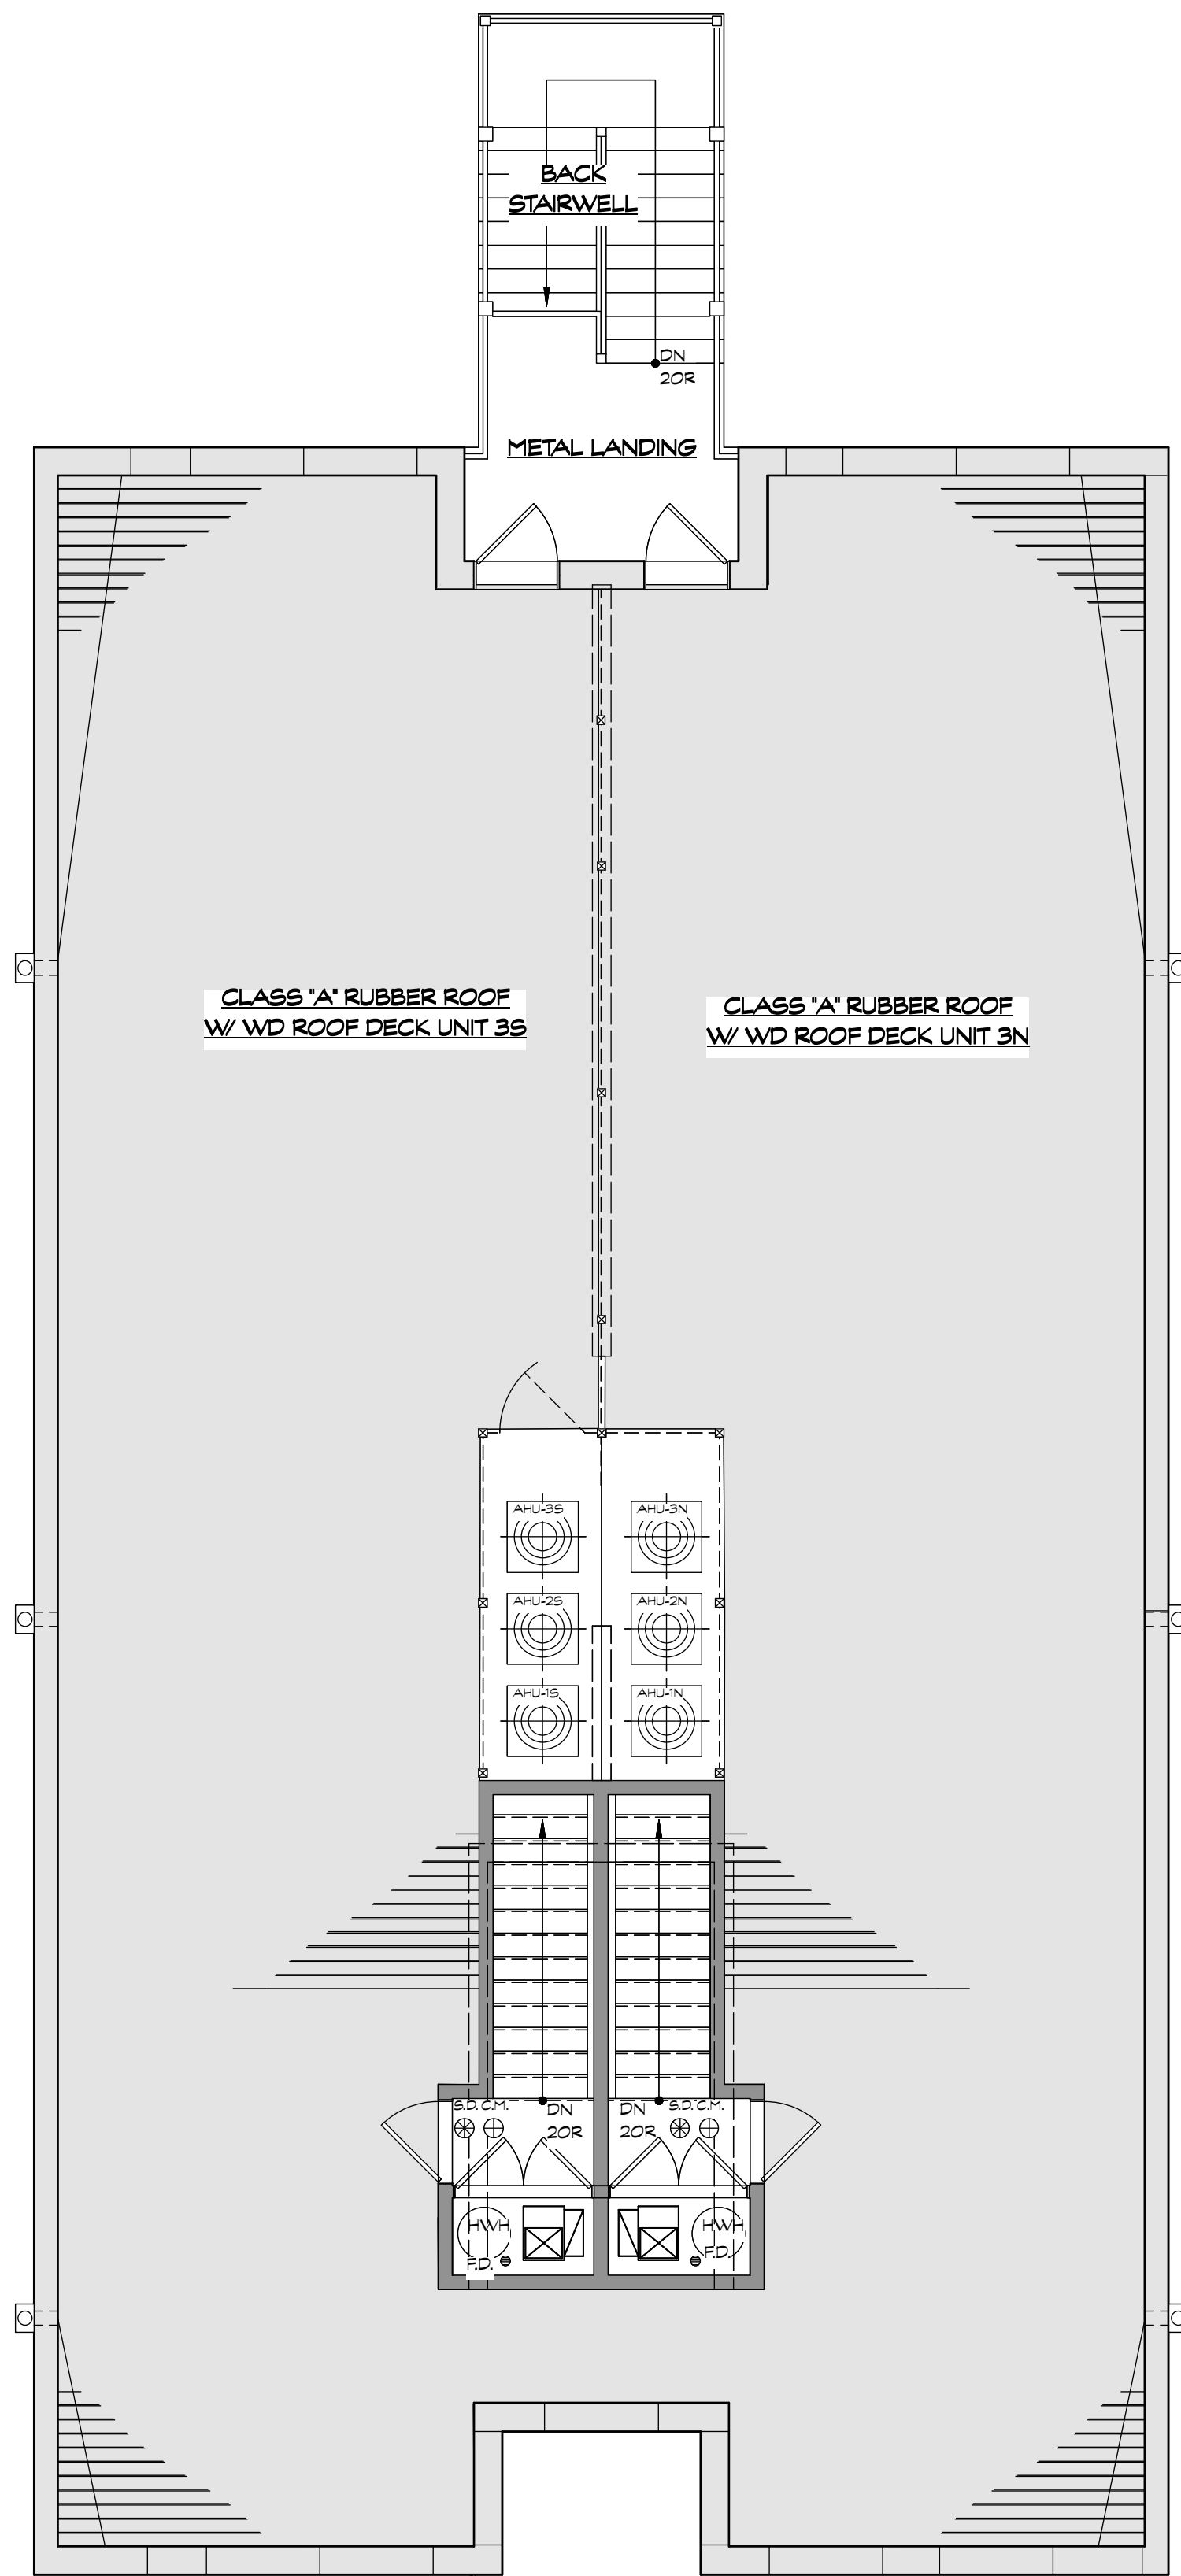 BACK
STAIRWELL
DN
20R
METAL LANDING
CLASS "A" RUBBER ROOF
W/ WD ROOF DECK UNIT 3S
CLASS "A" RUBBER ROOF
W/ WD ROOF DECK UNIT 3N
AHU-3S
AHU-3N
AHU-2S
AHU-2N
AHU-1S
AHU-1N
S.D. C.M.
DN
20R
DN
20R
S.D. C.M.
HWH
F.D.
HWH
F.D.